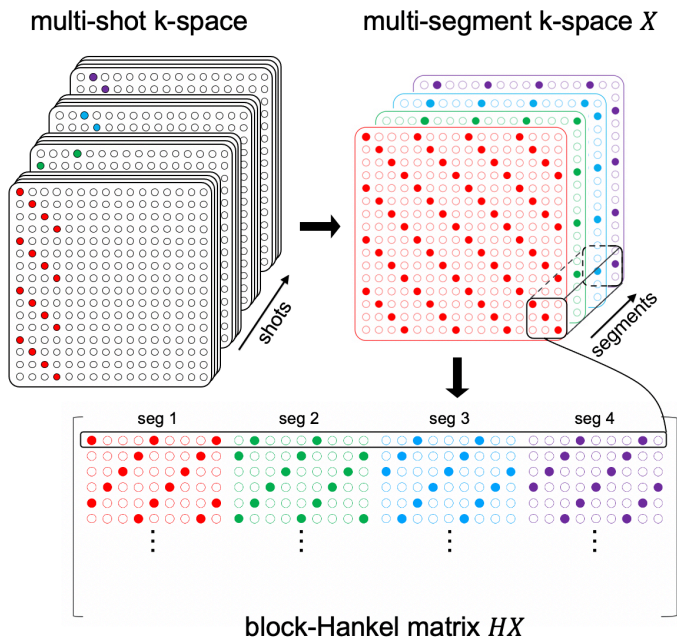 multi-shot k-space
multi-segment k-space X
shots
segments
seg 1 seg 2 seg 3 seg 4
block-Hankel matrix HX